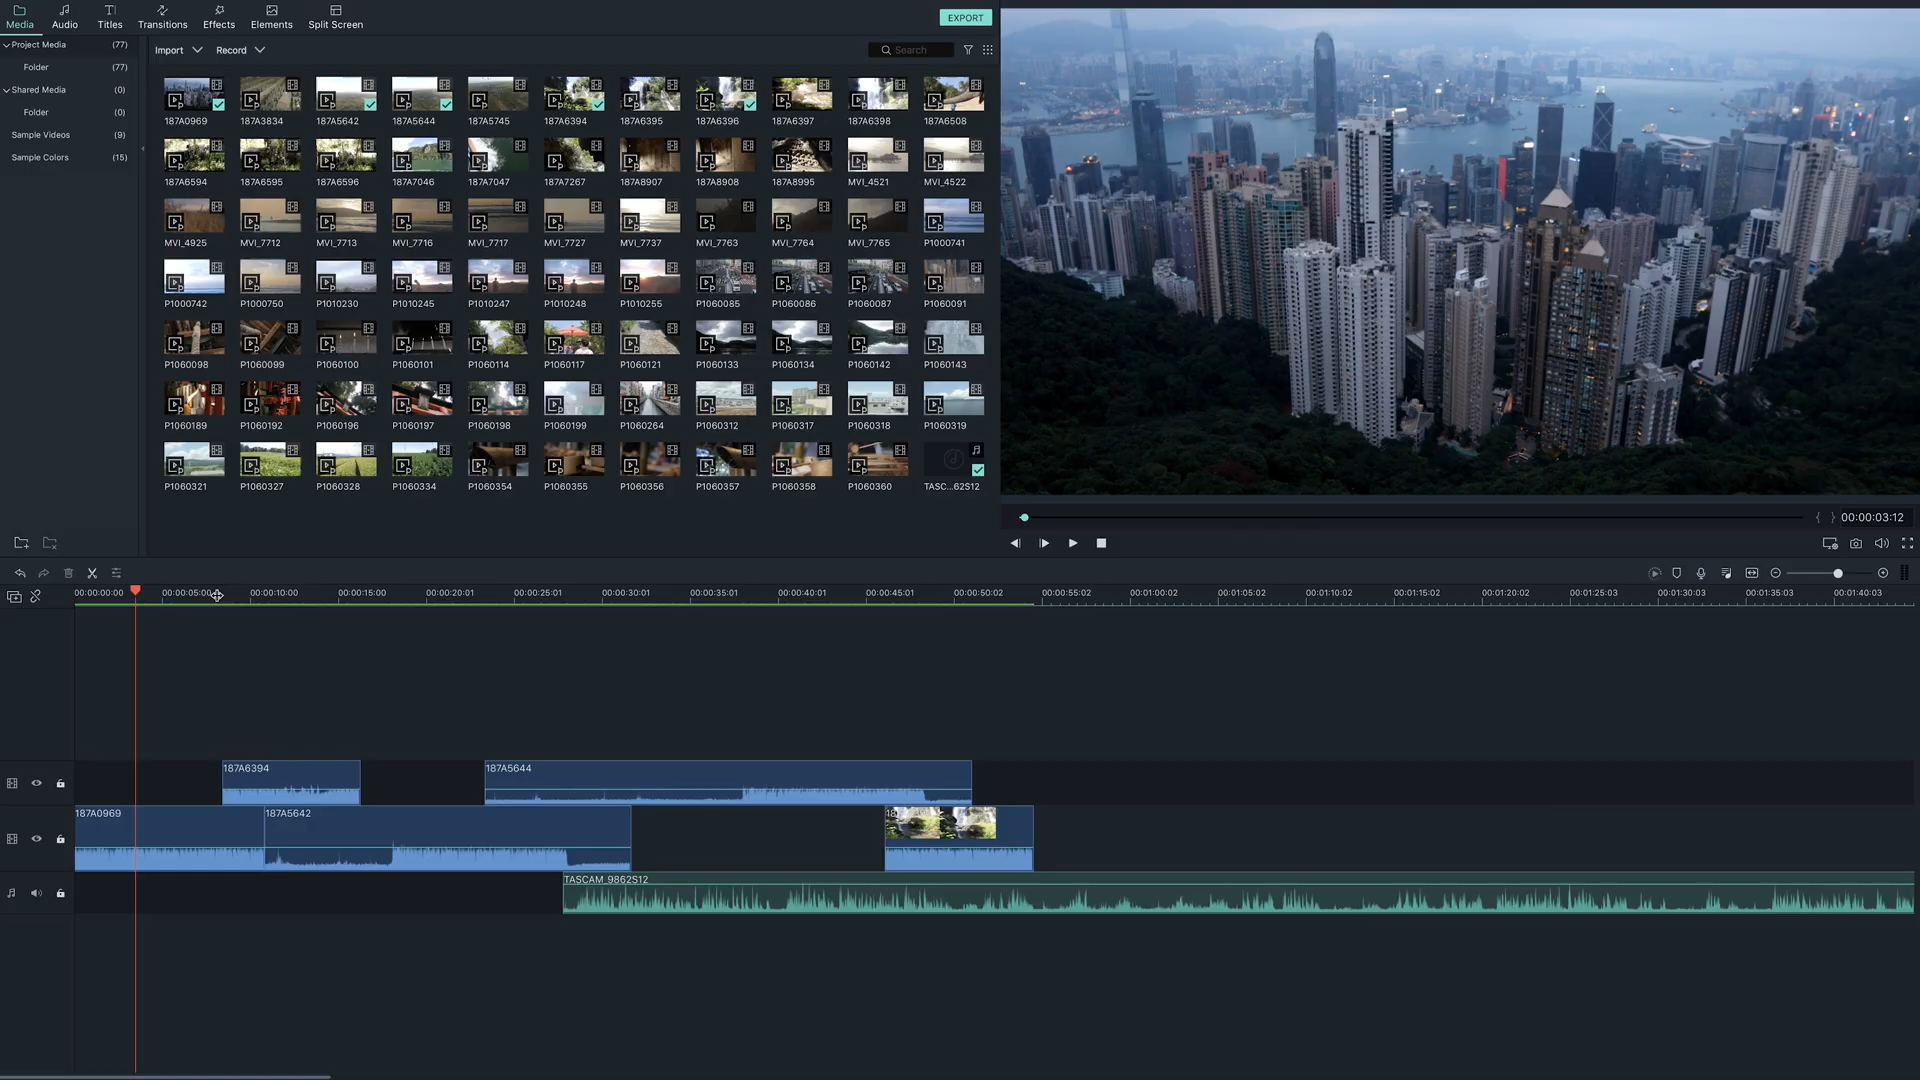 Media Audio Titles Transitions Effects Elements Split Screen EXPORT
Project Media (77)
Folder (77)
Shared Media (0)
Folder (0)
Sample Videos (9)
Sample Colors (15)
Import Record Search
187A0969 187A3834 187A5642 187A5644 187A5745 187A6394 187A6395 187A6396 187A6397 187A6398 187A6508
187A6594 187A6595 187A6596 187A7046 187A7047 187A7267 187A8907 187A8908 187A8995 MVI_4521 MVI_4522
MVI_4925 MVI_7712 MVI_7713 MVI_7716 MVI_7717 MVI_7727 MVI_7737 MVI_7763 MVI_7764 MVI_7765 P1000741
P1000742 P1000750 P1010230 P1010245 P1010247 P1010248 P1010255 P1060085 P1060086 P1060087 P1060091
P1060098 P1060099 P1060100 P1060101 P1060114 P1060117 P1060121 P1060133 P1060134 P1060142 P1060143
P1060189 P1060192 P1060196 P1060197 P1060198 P1060199 P1060264 P1060312 P1060317 P1060318 P1060319
P1060321 P1060327 P1060328 P1060334 P1060354 P1060355 P1060356 P1060357 P1060358 P1060360 TASC...62S12
00:00:03:12
00:00:00:00 00:00:05:00 00:00:10:00 00:00:15:00 00:00:20:01 00:00:25:01 00:00:30:01 00:00:35:01 00:00:40:01 00:00:45:01 00:00:50:02 00:00:55:02 00:01:00:02 00:01:05:02 00:01:10:02 00:01:15:02 00:01:20:02 00:01:25:03 00:01:30:03 00:01:35:03 00:01:40:03
187A6394 187A5644
187A0969 187A5642 18
TASCAM_9862S12